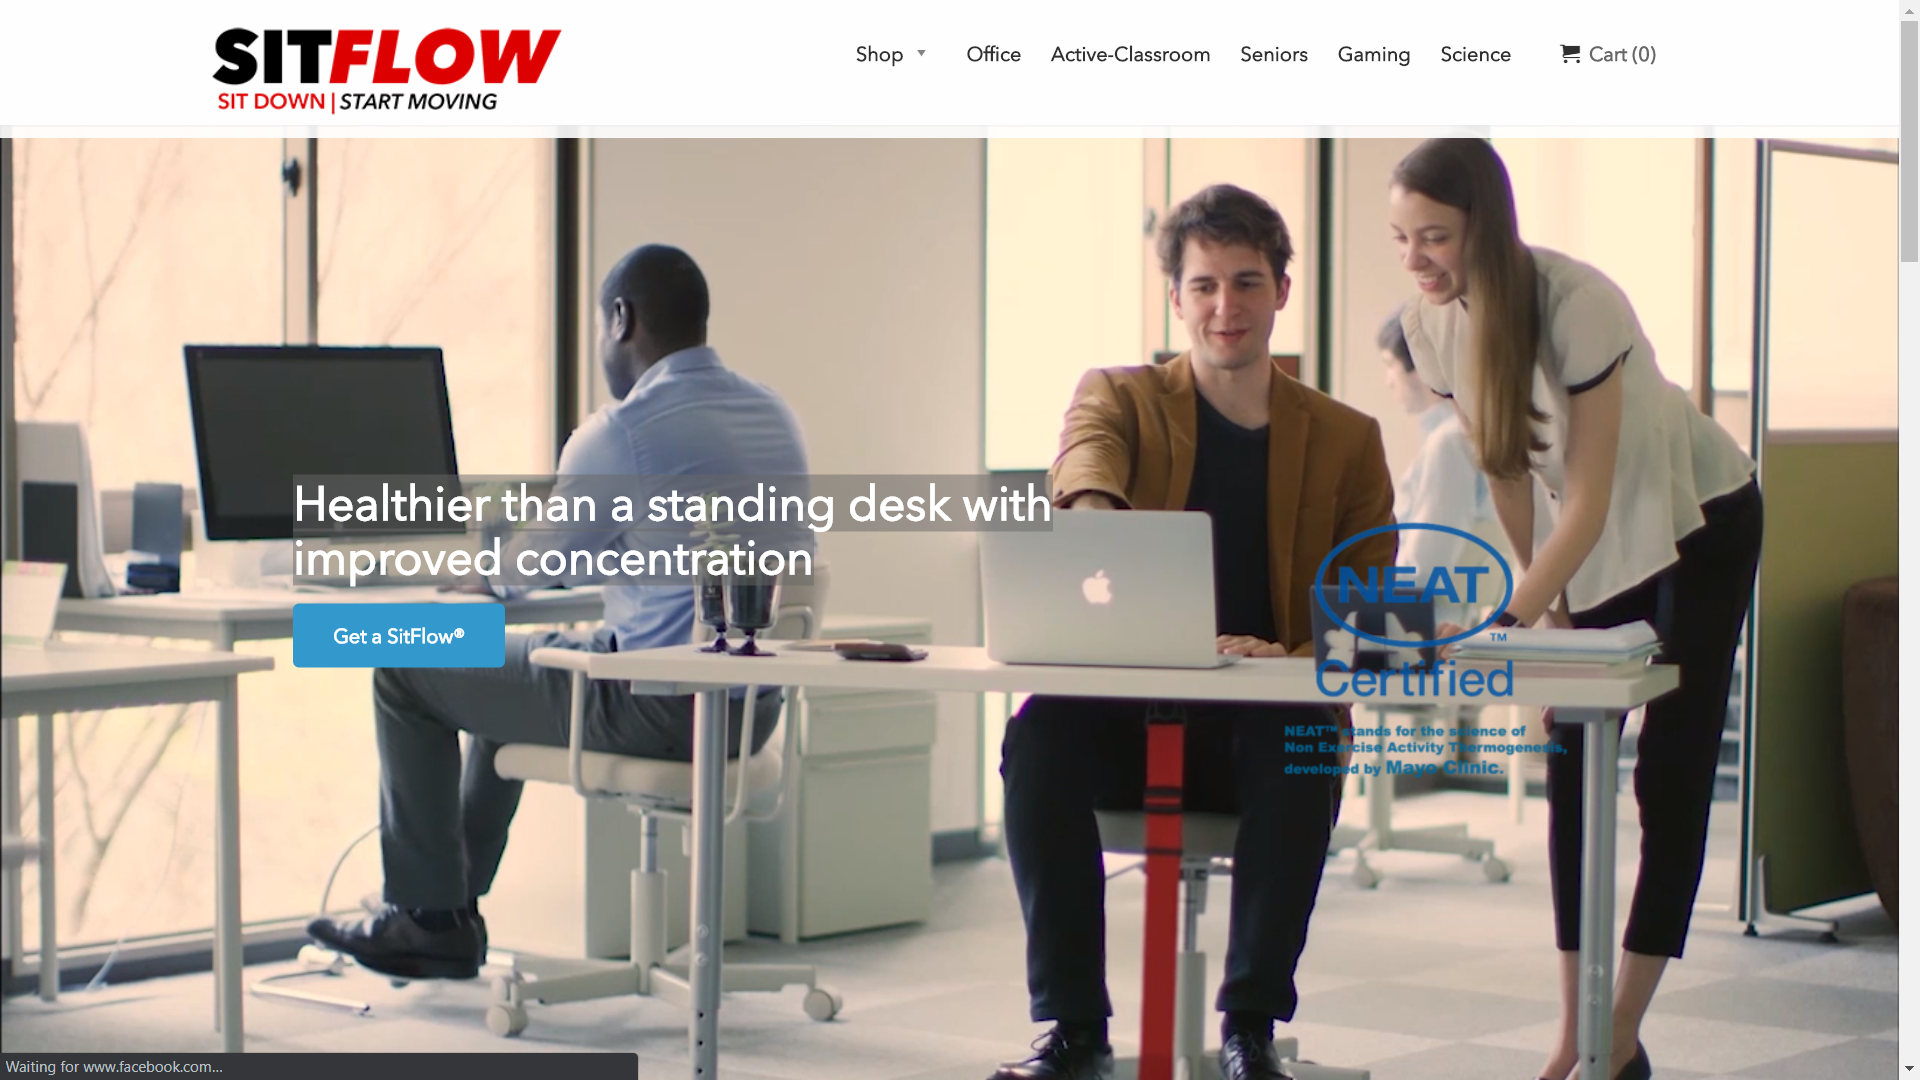 SITFLOW
SIT DOWN | START MOVING
Shop
Office
Active-Classroom
Seniors
Gaming
Science
Cart (0)
Healthier than a standing desk with
improved concentration
Get a SitFlow®
NEAT
TM
Certified
NEAT™ stands for the science of
Non Exercise Activity Thermogenesis,
developed by Mayo Clinic.
Waiting for www.facebook.com...